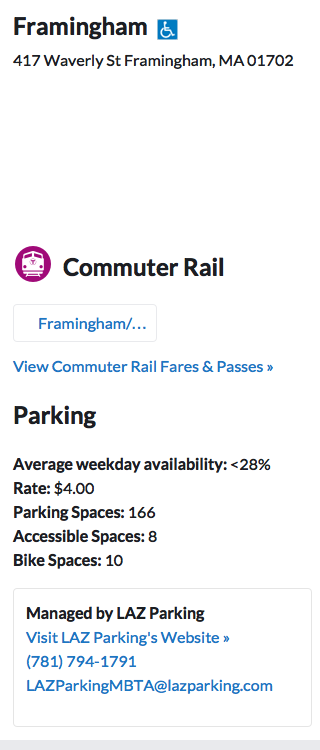 Framingham
417 Waverly St Framingham, MA 01702
Commuter Rail
Framingham/...
View Commuter Rail Fares & Passes »
Parking
Average weekday availability: <28%
Rate: $4.00
Parking Spaces: 166
Accessible Spaces: 8
Bike Spaces: 10
Managed by LAZ Parking
Visit LAZ Parking's Website »
(781) 794-1791
LAZParkingMBTA@lazparking.com